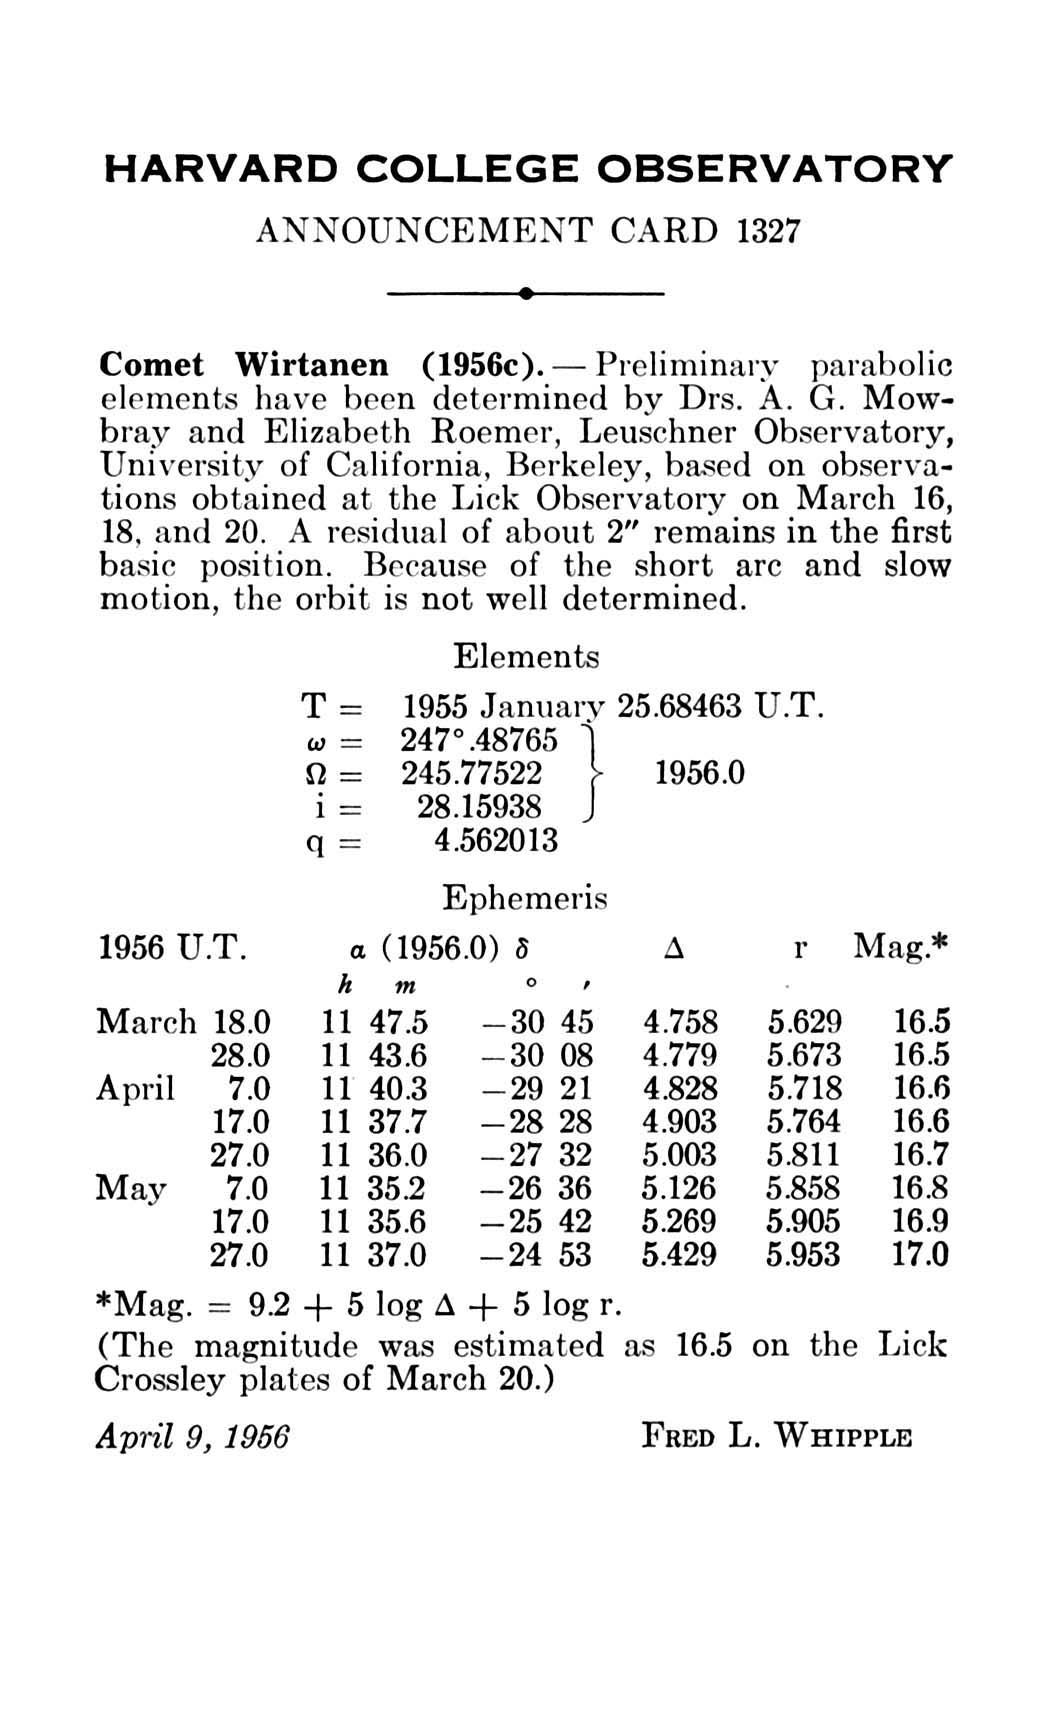 HARVARD COLLEGE OBSERVATORY
ANNOUNCEMENT CARD 1327
Comet Wirtanen (1956c). — Preliminary parabolic
elements have been determined by Drs. A. G. Mow-
bray and Elizabeth Roemer, Leuschner Observatory,
University of California, Berkeley, based on observa-
tions obtained at the Lick Observatory on March 16,
18, and 20. A residual of about 2″ remains in the first
basic position. Because of the short arc and slow
motion, the orbit is not well determined.
Elements
T = 1955 January 25.68463 U.T.
ω = 247°.48765
Ω = 245.77522 } 1956.0
i = 28.15938
q = 4.562013
Ephemeris
1956 U.T. α (1956.0) δ Δ r Mag.*
h m ° ′
March 18.0 11 47.5 —30 45 4.758 5.629 16.5
28.0 11 43.6 —30 08 4.779 5.673 16.5
April 7.0 11 40.3 —29 21 4.828 5.718 16.6
17.0 11 37.7 —28 28 4.903 5.764 16.6
27.0 11 36.0 —27 32 5.003 5.811 16.7
May 7.0 11 35.2 —26 36 5.126 5.858 16.8
17.0 11 35.6 —25 42 5.269 5.905 16.9
27.0 11 37.0 —24 53 5.429 5.953 17.0
*Mag. = 9.2 + 5 log Δ + 5 log r.
(The magnitude was estimated as 16.5 on the Lick
Crossley plates of March 20.)
April 9, 1956 FRED L. WHIPPLE